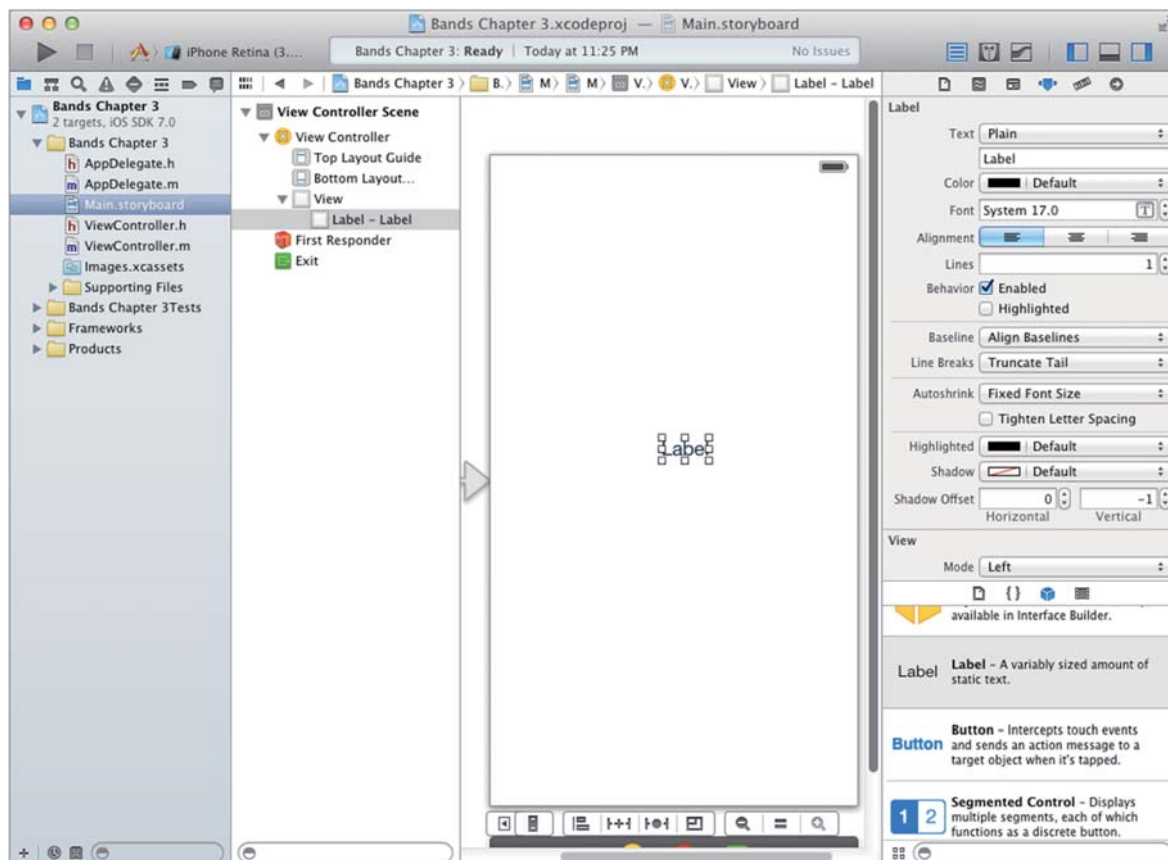 Bands Chapter 3.xcodeproj — Main.storyboard
iPhone Retina (3....
Bands Chapter 3: Ready | Today at 11:25 PM
No Issues
Bands Chapter 3 B. M M V. V. View Label – Label
Bands Chapter 3
2 targets, iOS SDK 7.0
Bands Chapter 3
h AppDelegate.h
m AppDelegate.m
Main.storyboard
h ViewController.h
m ViewController.m
Images.xcassets
Supporting Files
Bands Chapter 3Tests
Frameworks
Products
View Controller Scene
View Controller
Top Layout Guide
Bottom Layout...
View
Label – Label
First Responder
Exit
Label
Label
Text Plain
Label
Color Default
Font System 17.0 T
Alignment
Lines 1
Behavior Enabled
Highlighted
Baseline Align Baselines
Line Breaks Truncate Tail
Autoshrink Fixed Font Size
Tighten Letter Spacing
Highlighted Default
Shadow Default
Shadow Offset 0 -1
Horizontal Vertical
View
Mode Left
{}
available in Interface Builder.
Label
Label – A variably sized amount of
static text.
Button
Button – Intercepts touch events
and sends an action message to a
target object when it's tapped.
1 2
Segmented Control – Displays
multiple segments, each of which
functions as a discrete button.